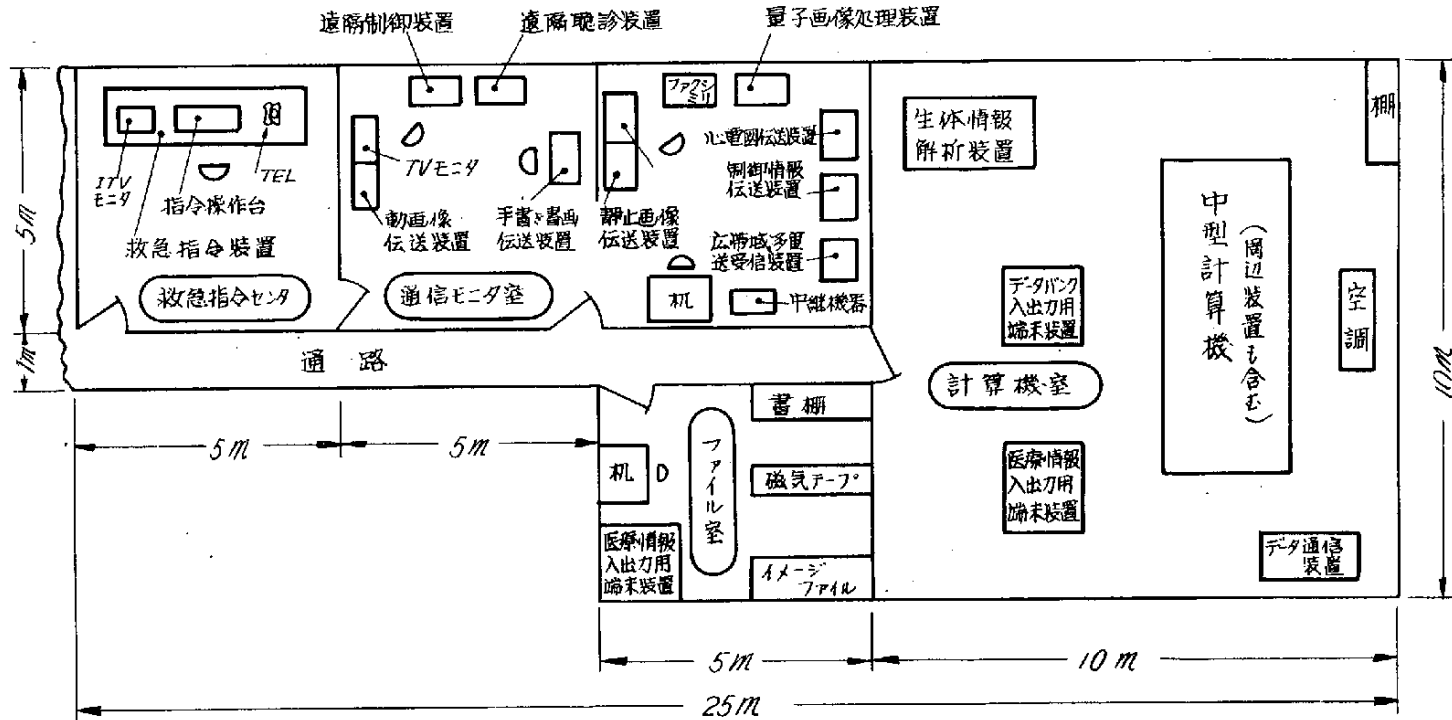 遠隔制御装置
遠隔聴診装置
量子画像処理装置
ITV
モニタ
指令操作台
TEL
救急指令装置
救急指令センタ
TVモニタ
動画像
伝送装置
手書き書画
伝送装置
通信モニタ室
ファクシ
ミリ
静止画像
伝送装置
心電図伝送装置
制御情報
伝送装置
広帯域多重
送受信装置
机
中継機器
生体情報
解析装置
棚
中型計算機
(周辺装置も含む)
データバンク
入出力用
端末装置
空調
計算機室
医療情報
入出力用
端末装置
データ通信
装置
通路
書棚
机
ファイル室
磁気テープ
医療情報
入出力用
端末装置
イメージ
ファイル
5m
1m
10m
5m
5m
5m
10m
25m